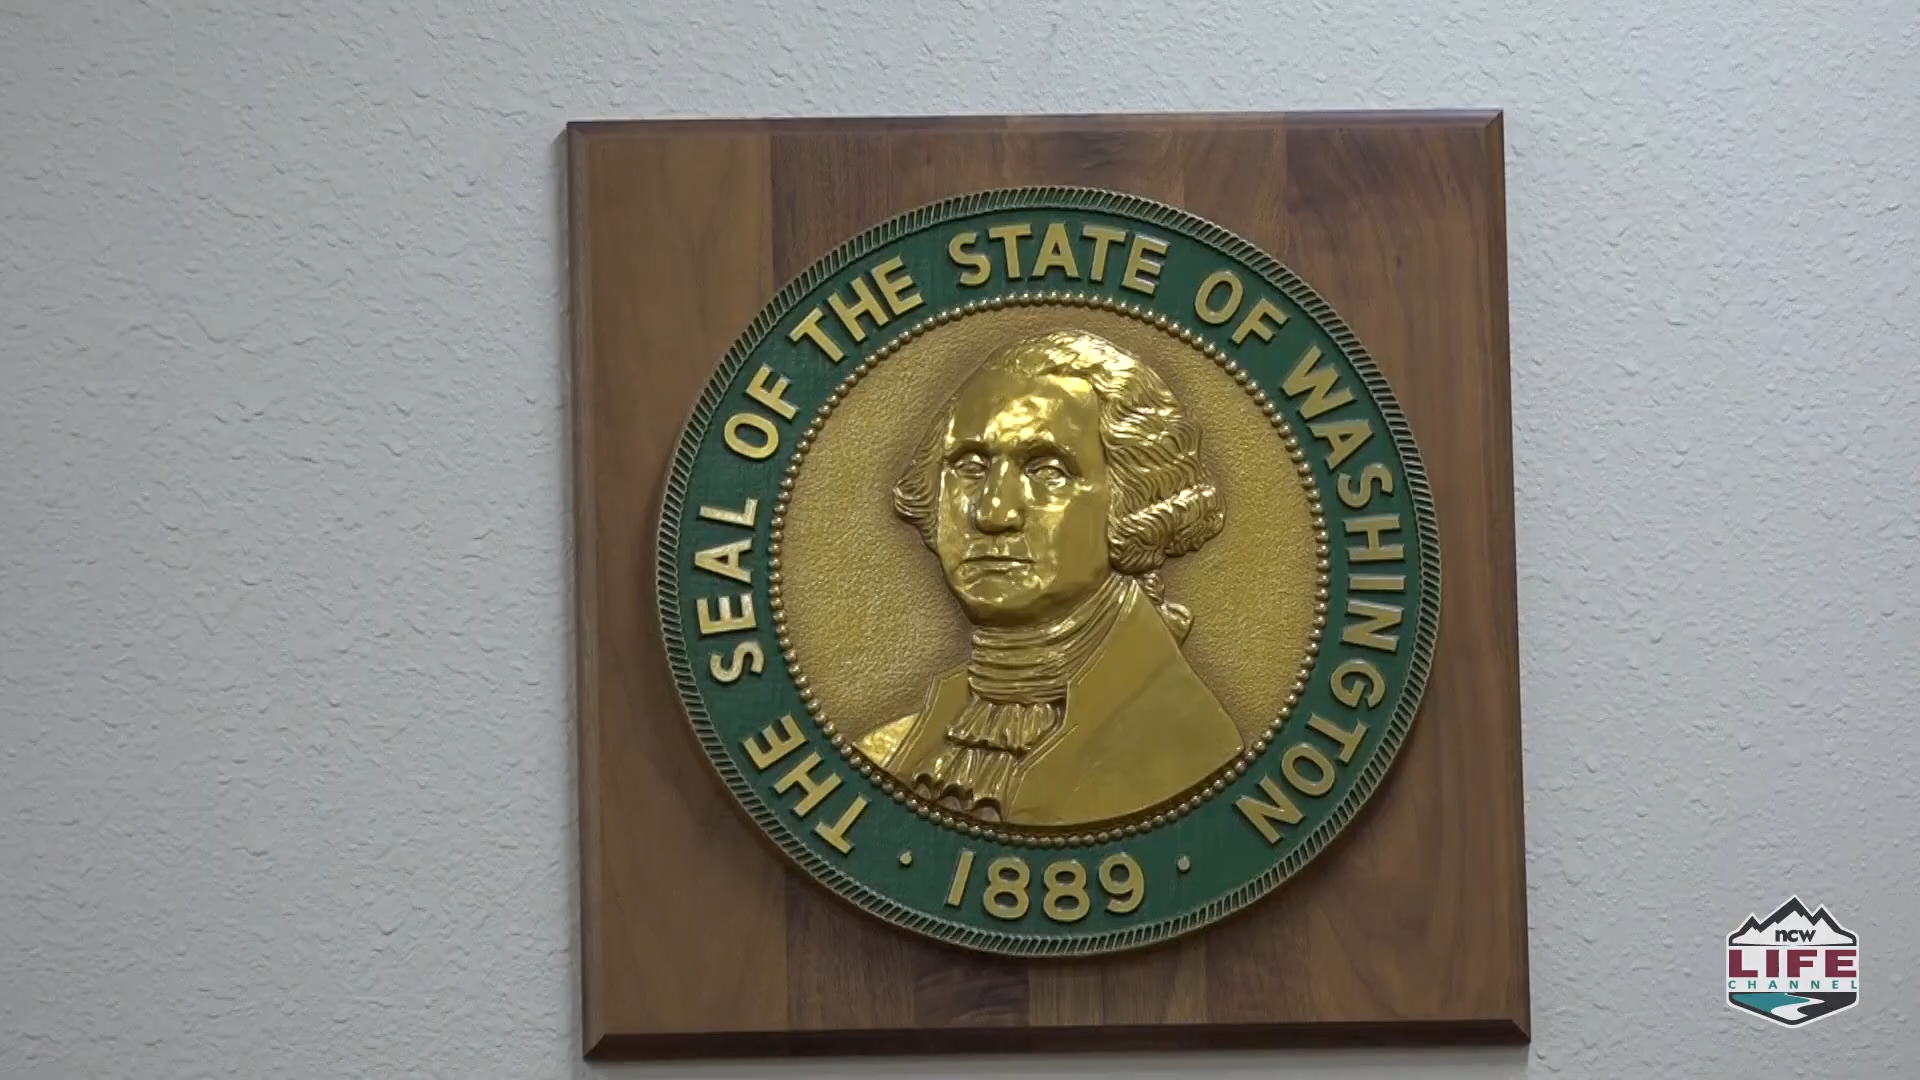 THE SEAL OF THE STATE OF WASHINGTON
· 1889 ·
ncw
LIFE
CHANNEL